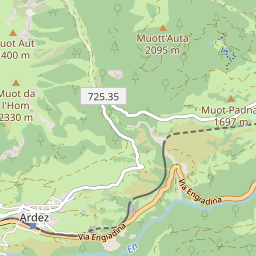 Muot Aut
400 m
Muott'Auta
2095 m
725.35
Muot da
l'Hom
2330 m
Muot Padna
1697 m
Via Engiadina
Ardez
Via Engiadina
En